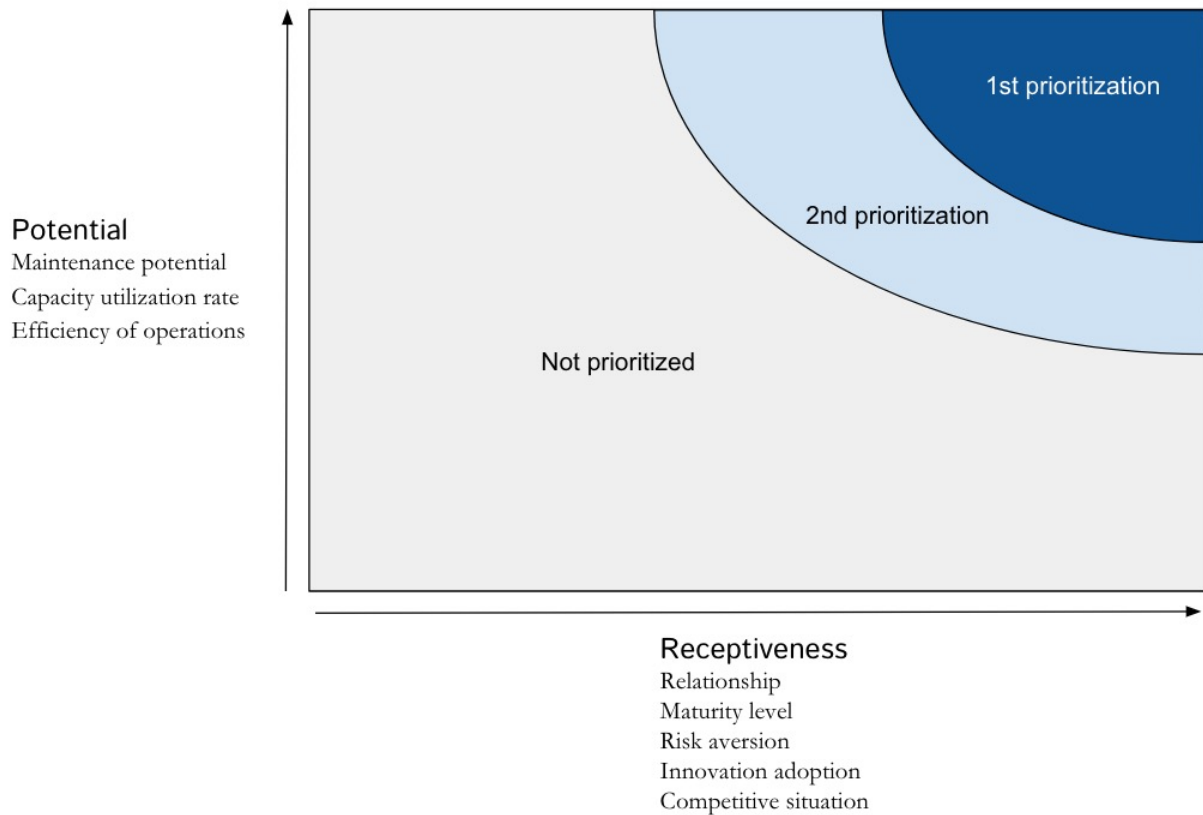 1st prioritization
2nd prioritization
Not prioritized
Potential
Maintenance potential
Capacity utilization rate
Efficiency of operations
Receptiveness
Relationship
Maturity level
Risk aversion
Innovation adoption
Competitive situation